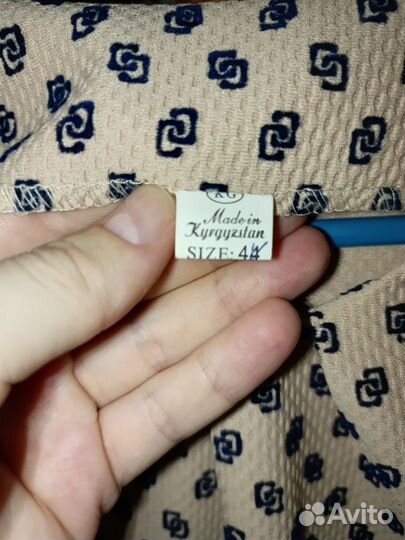 KG
Made in
Kyrgyzstan
SIZE: 44
Avito